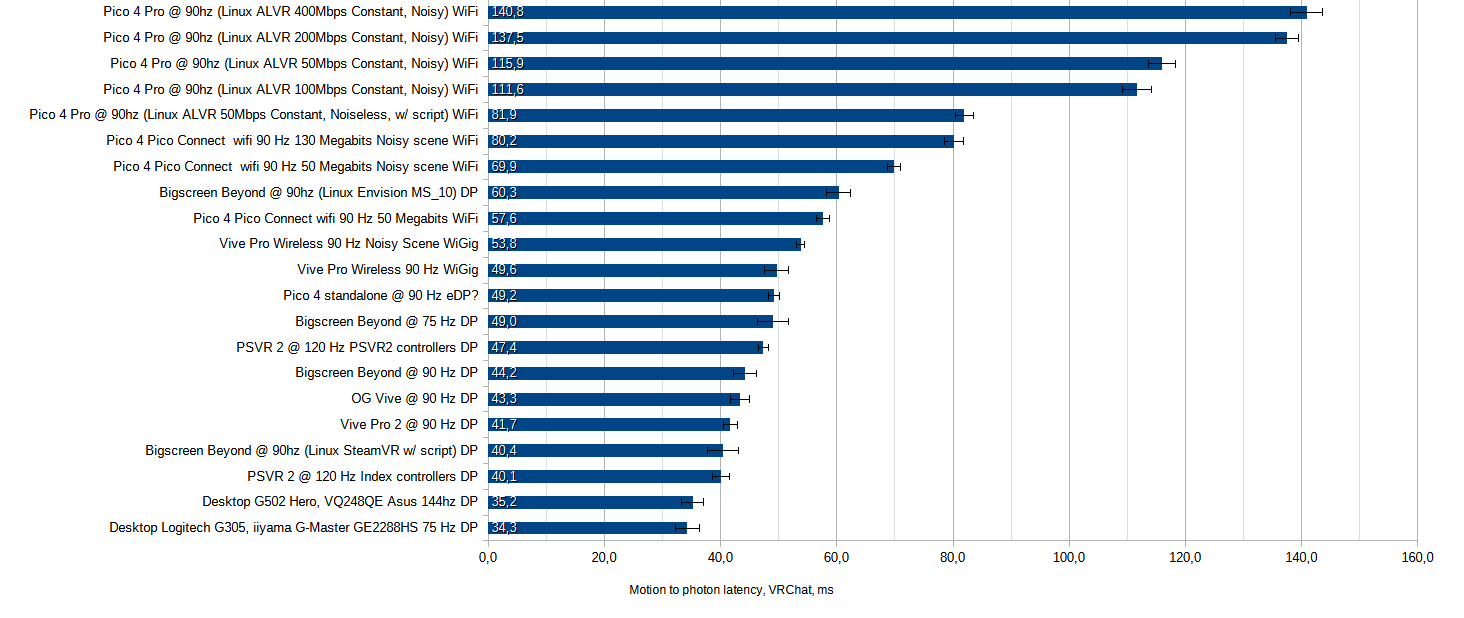 Pico 4 Pro @ 90hz (Linux ALVR 400Mbps Constant, Noisy) WiFi 140,8
Pico 4 Pro @ 90hz (Linux ALVR 200Mbps Constant, Noisy) WiFi 137,5
Pico 4 Pro @ 90hz (Linux ALVR 50Mbps Constant, Noisy) WiFi 115,9
Pico 4 Pro @ 90hz (Linux ALVR 100Mbps Constant, Noisy) WiFi 111,6
Pico 4 Pro @ 90hz (Linux ALVR 50Mbps Constant, Noiseless, w/ script) WiFi 81,9
Pico 4 Pico Connect  wifi 90 Hz 130 Megabits Noisy scene WiFi 80,2
Pico 4 Pico Connect  wifi 90 Hz 50 Megabits Noisy scene WiFi 69,9
Bigscreen Beyond @ 90hz (Linux Envision MS_10) DP 60,3
Pico 4 Pico Connect wifi 90 Hz 50 Megabits WiFi 57,6
Vive Pro Wireless 90 Hz Noisy Scene WiGig 53,8
Vive Pro Wireless 90 Hz WiGig 49,6
Pico 4 standalone @ 90 Hz eDP? 49,2
Bigscreen Beyond @ 75 Hz DP 49,0
PSVR 2 @ 120 Hz PSVR2 controllers DP 47,4
Bigscreen Beyond @ 90 Hz DP 44,2
OG Vive @ 90 Hz DP 43,3
Vive Pro 2 @ 90 Hz DP 41,7
Bigscreen Beyond @ 90hz (Linux SteamVR w/ script) DP 40,4
PSVR 2 @ 120 Hz Index controllers DP 40,1
Desktop G502 Hero, VQ248QE Asus 144hz DP 35,2
Desktop Logitech G305, iiyama G-Master GE2288HS 75 Hz DP 34,3
0,0 20,0 40,0 60,0 80,0 100,0 120,0 140,0 160,0
Motion to photon latency, VRChat, ms